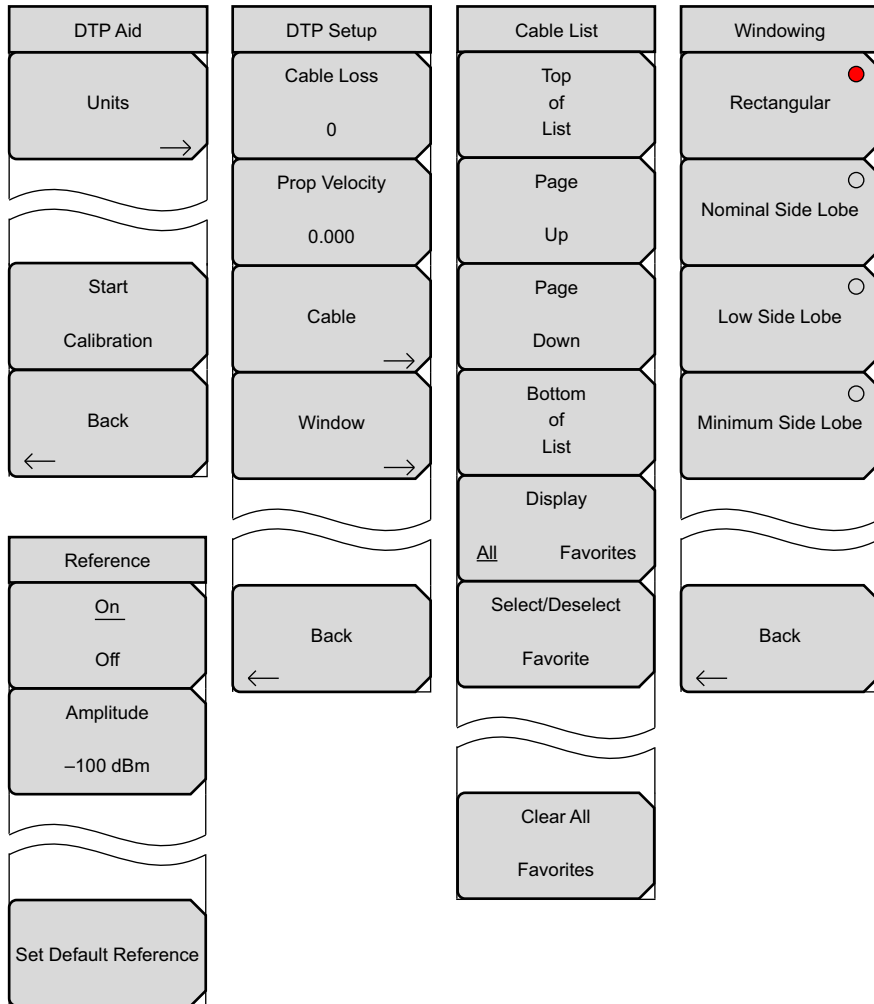 DTP Aid
Units
Start
Calibration
Back
Reference
On
Off
Amplitude
–100 dBm
Set Default Reference
DTP Setup
Cable Loss
0
Prop Velocity
0.000
Cable
Window
Back
Cable List
Top
of
List
Page
Up
Page
Down
Bottom
of
List
Display
All Favorites
Select/Deselect
Favorite
Clear All
Favorites
Windowing
Rectangular
Nominal Side Lobe
Low Side Lobe
Minimum Side Lobe
Back